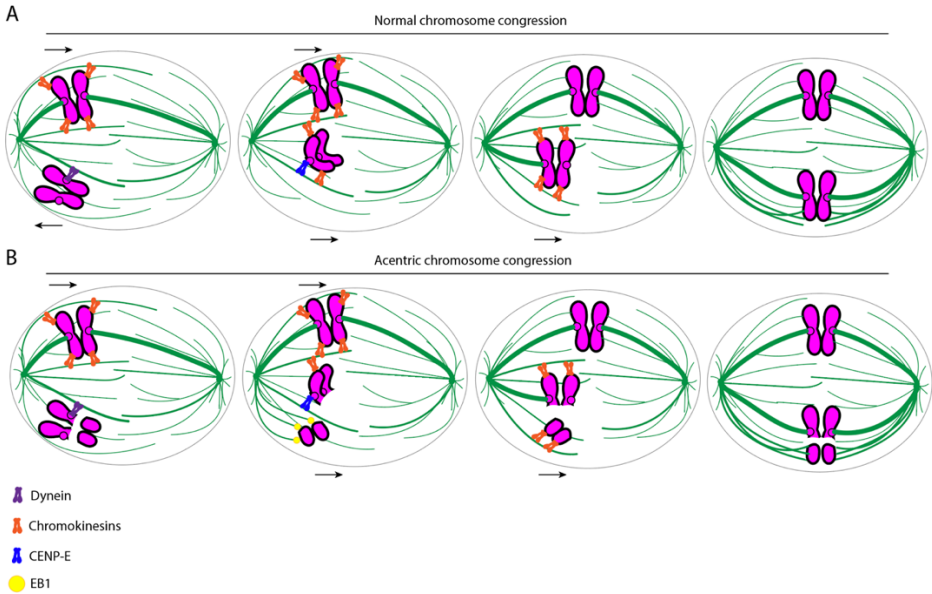 A
Normal chromosome congression
B
Acentric chromosome congression
Dynein
Chromokinesins
CENP-E
EB1